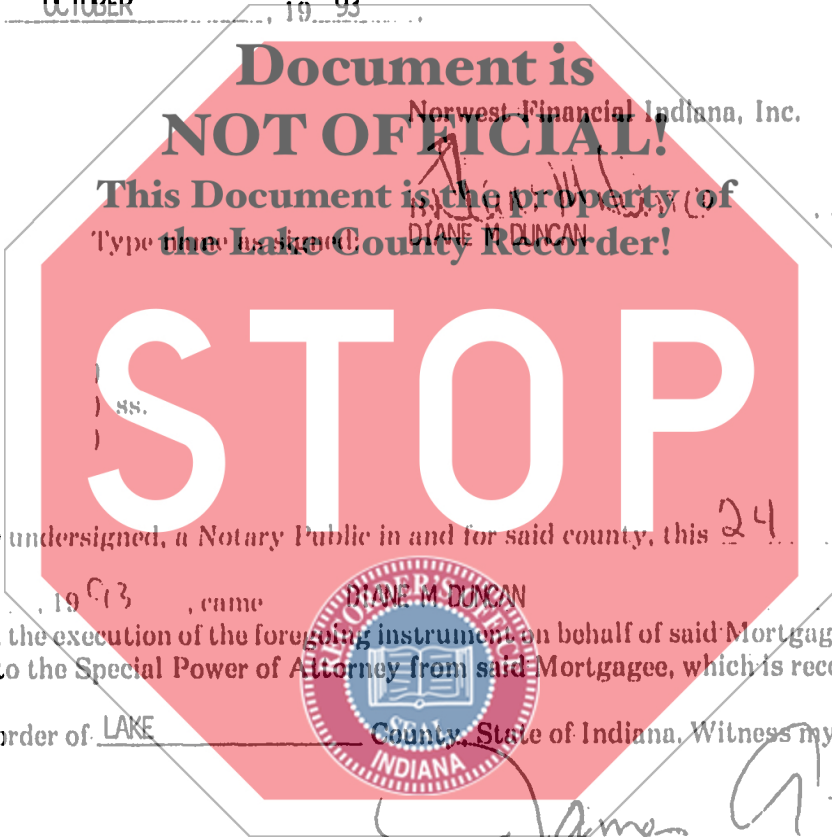 OCTOBER, 19 93.
Document is
Norwest Financial Indiana, Inc.
NOT OFFICIAL!
This Document is the property of
Type name as signed: DIANE M DUNCAN
the Lake County Recorder!
STOP
)
) ss.
)
undersigned, a Notary Public in and for said county, this 24
, 19 93, came DIANE M DUNCAN
the execution of the foregoing instrument on behalf of said Mortgag
to the Special Power of Attorney from said Mortgagee, which is reco
rder of LAKE County, State of Indiana. Witness my
RECORDER'S OFFICE
SEAL
INDIANA